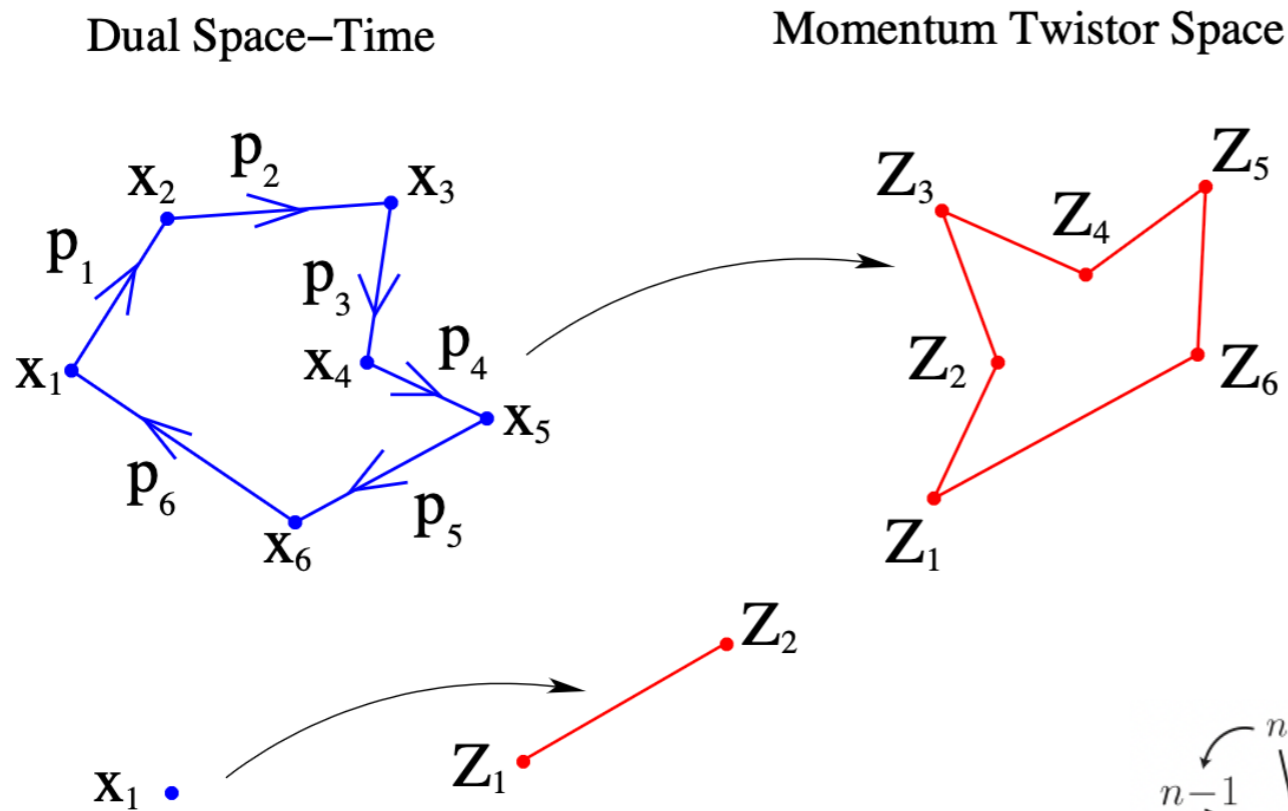 Dual Space–Time
Momentum Twistor Space
x₂
p₂
x₃
p₁
p₃
x₁
x₄
p₄
x₅
p₆
p₅
x₆
Z₃
Z₅
Z₄
Z₂
Z₆
Z₁
x₁
Z₁
Z₂
n
n−1